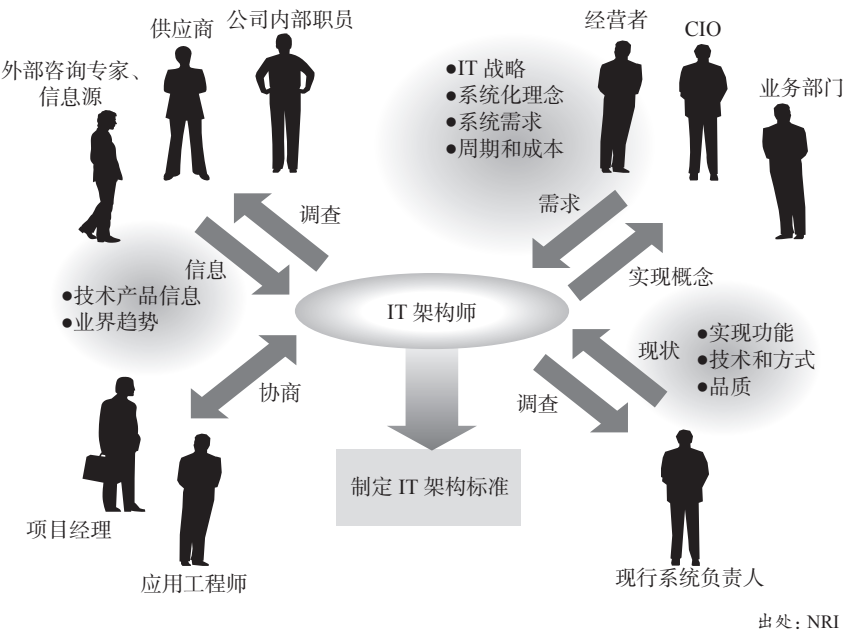 供应商
公司内部职员
外部咨询专家、
信息源
经营者
CIO
业务部门
●IT 战略
●系统化理念
●系统需求
●周期和成本
调查
信息
●技术产品信息
●业界趋势
需求
实现概念
IT 架构师
现状
●实现功能
●技术和方式
●品质
协商
调查
制定 IT 架构标准
项目经理
应用工程师
现行系统负责人
出处: NRI